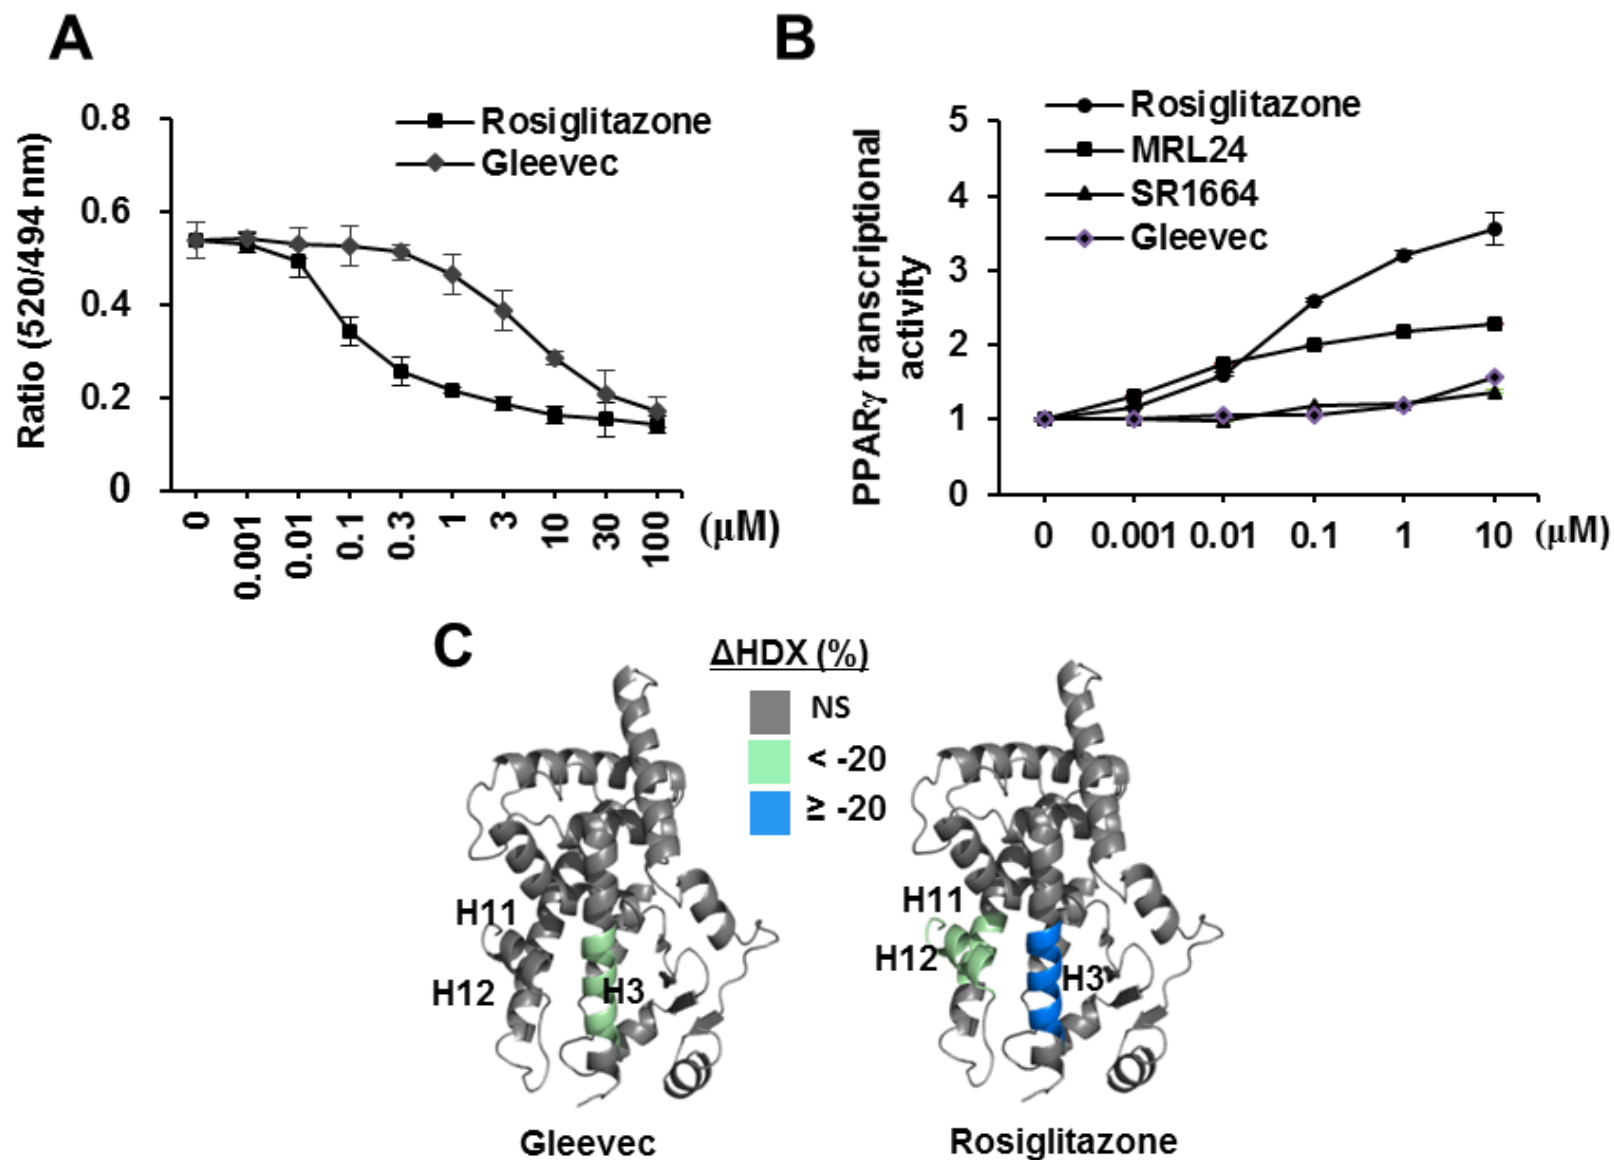 A
Ratio (520/494 nm)
0.8
0.6
0.4
0.2
0
Rosiglitazone
Gleevec
0 0.001 0.01 0.1 0.3 1 3 10 30 100 (μM)
B
PPARγ transcriptional
activity
5
4
3
2
1
0
Rosiglitazone
MRL24
SR1664
Gleevec
0 0.001 0.01 0.1 1 10 (μM)
C
ΔHDX (%)
NS
< -20
≥ -20
H11
H12
H3
Gleevec
H11
H12
H3
Rosiglitazone